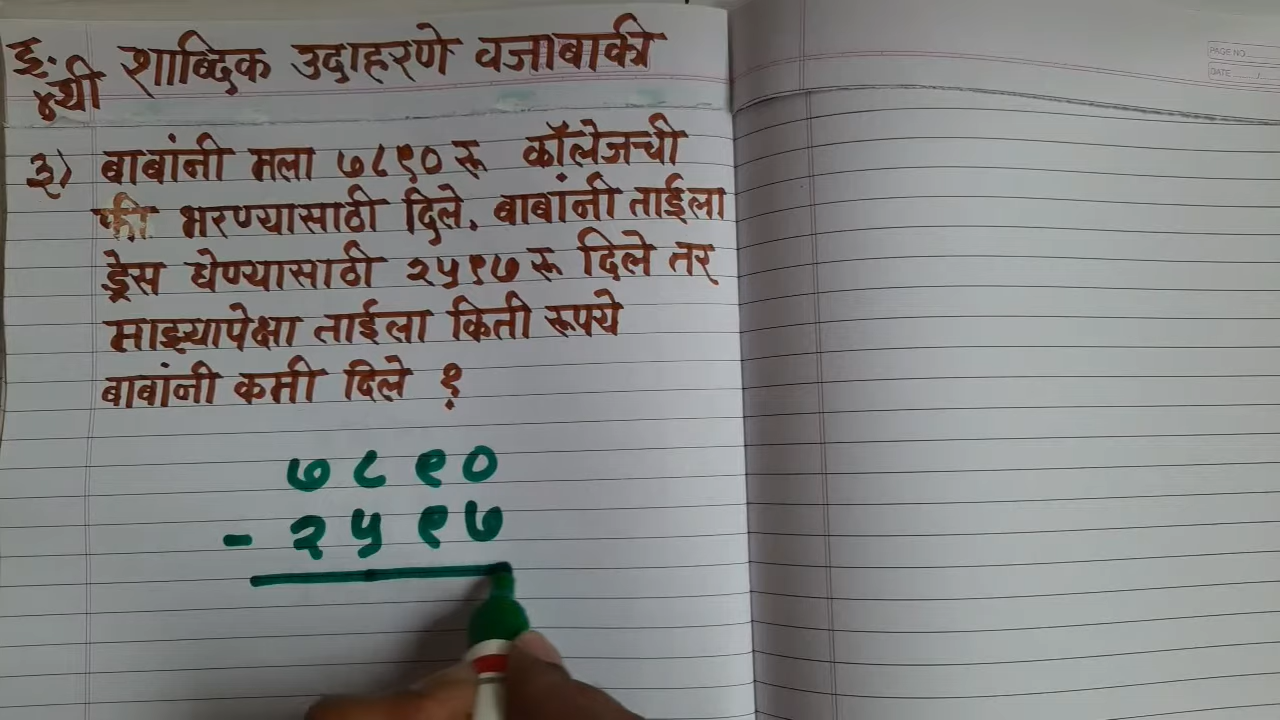 इ. ४थी शाब्दिक उदाहरणे वजाबाकी
३) बाबांनी मला ७८९० रू कॉलेजची
फी भरण्यासाठी दिले. बाबांनी ताईला
ड्रेस घेण्यासाठी २५९७ रू दिले तर
माझ्यापेक्षा ताईला किती रूपये
बाबांनी कमी दिले ?
७८९०
- २५९७
PAGE NO.
DATE /